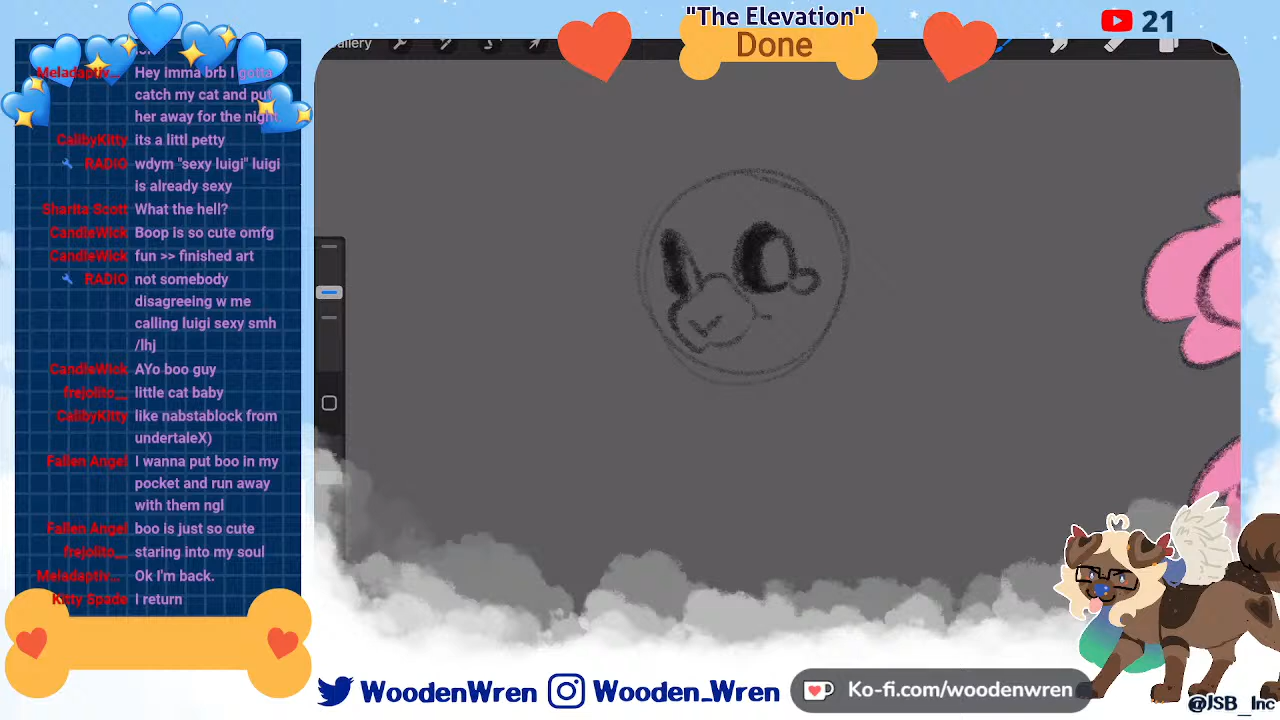 "The Elevation"
Done
21
allery
Meladaptiv... Hey imma brb I gotta
catch my cat and put
her away for the night
CalibyKitty its a littl petty
RADIO wdym "sexy luigi" luigi
is already sexy
Sharita Scott What the hell?
CandleWick Boop is so cute omfg
CandleWick fun >> finished art
RADIO not somebody
disagreeing w me
calling luigi sexy smh
/lhj
CandleWick AYo boo guy
frejolito__ little cat baby
CalibyKitty like nabstablock from
undertaleX)
Fallen Angel I wanna put boo in my
pocket and run away
with them ngl
Fallen Angel boo is just so cute
frejolito__ staring into my soul
Meladaptiv... Ok I'm back.
Kitty Spade I return
WoodenWren
Wooden_Wren
Ko-fi.com/woodenwren
@JSB_Inc